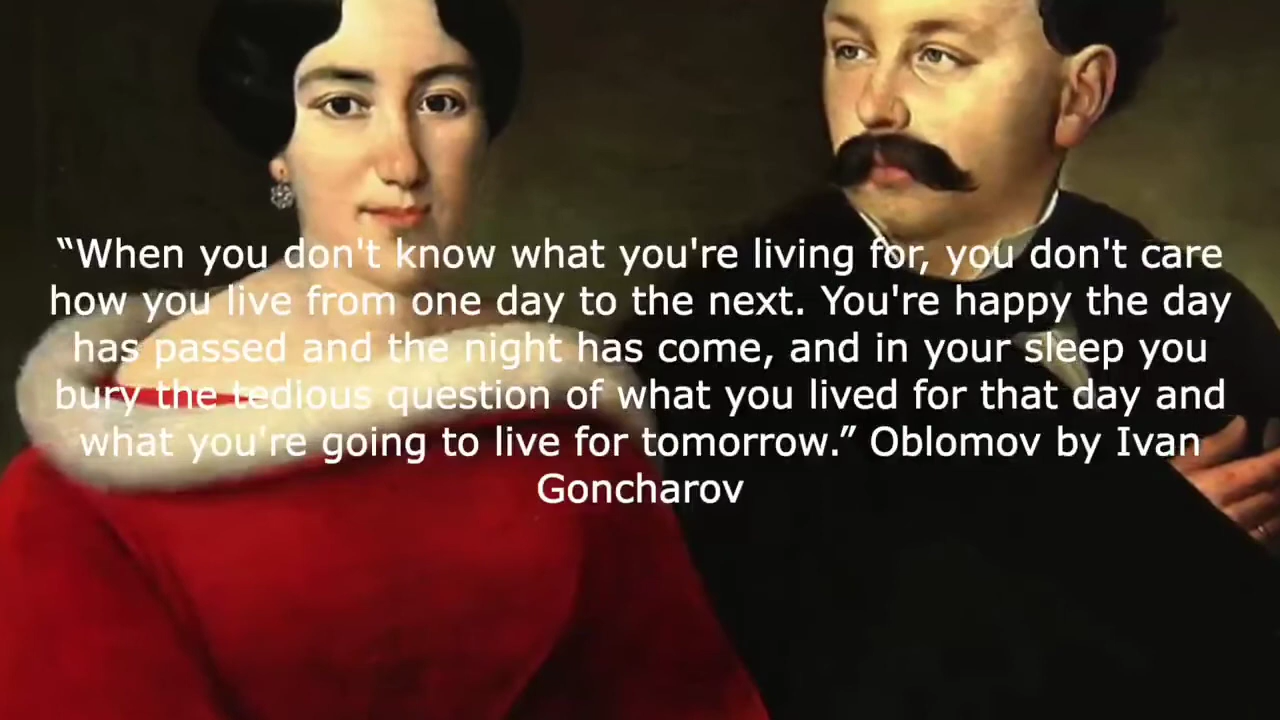 “When you don't know what you're living for, you don't care
how you live from one day to the next. You're happy the day
has passed and the night has come, and in your sleep you
bury the tedious question of what you lived for that day and
what you're going to live for tomorrow.” Oblomov by Ivan
Goncharov